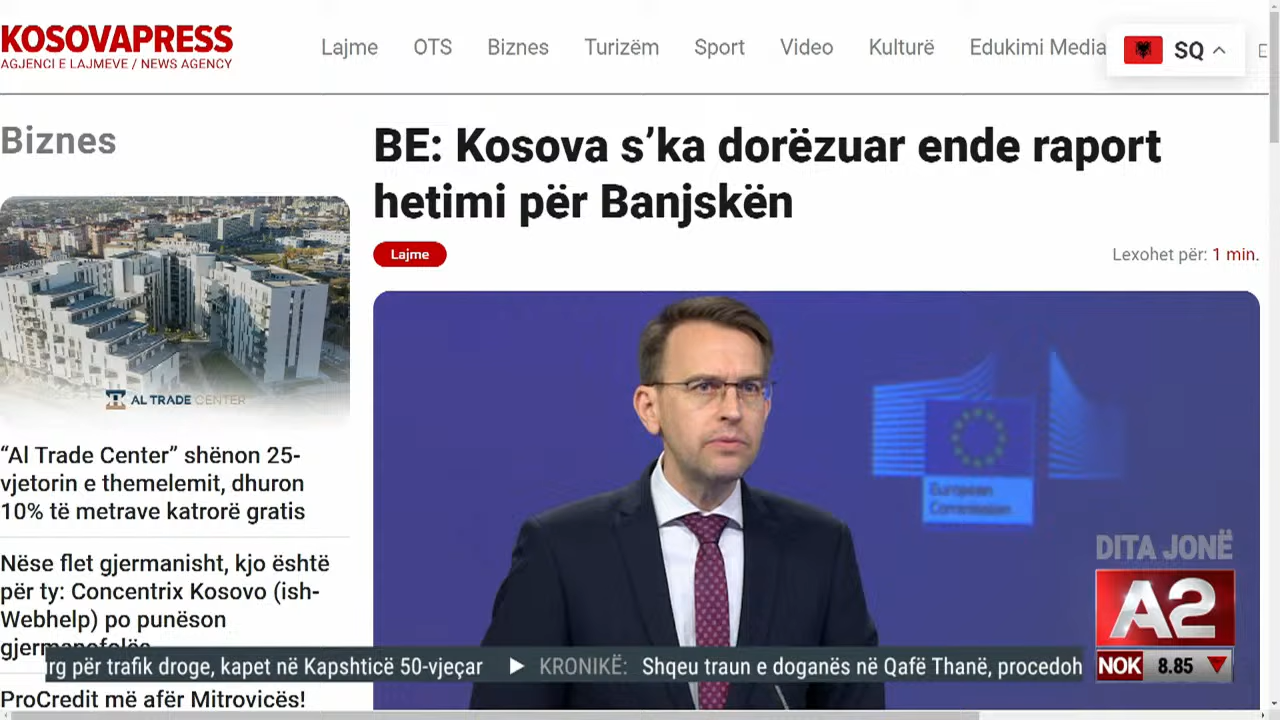 KOSOVAPRESS
AGJENCI E LAJMEVE / NEWS AGENCY
Lajme OTS Biznes Turizëm Sport Video Kulturë Edukimi Media
SQ
E
Biznes
BE: Kosova s’ka dorëzuar ende raport
hetimi për Banjskën
Lajme
Lexohet për: 1 min.
AL TRADE CENTER
“Al Trade Center” shënon 25-
vjetorin e themelemit, dhuron
10% të metrave katrorë gratis
Nëse flet gjermanisht, kjo është
për ty: Concentrix Kosovo (ish-
Webhelp) po punëson
gjermanofolës
ProCredit më afër Mitrovicës!
European
Commission
DITA JONË
A2
NOK 8.85
urg për trafik droge, kapet në Kapshticë 50-vjeçar
KRONIKË: Shqeu traun e doganës në Qafë Thanë, procedoh